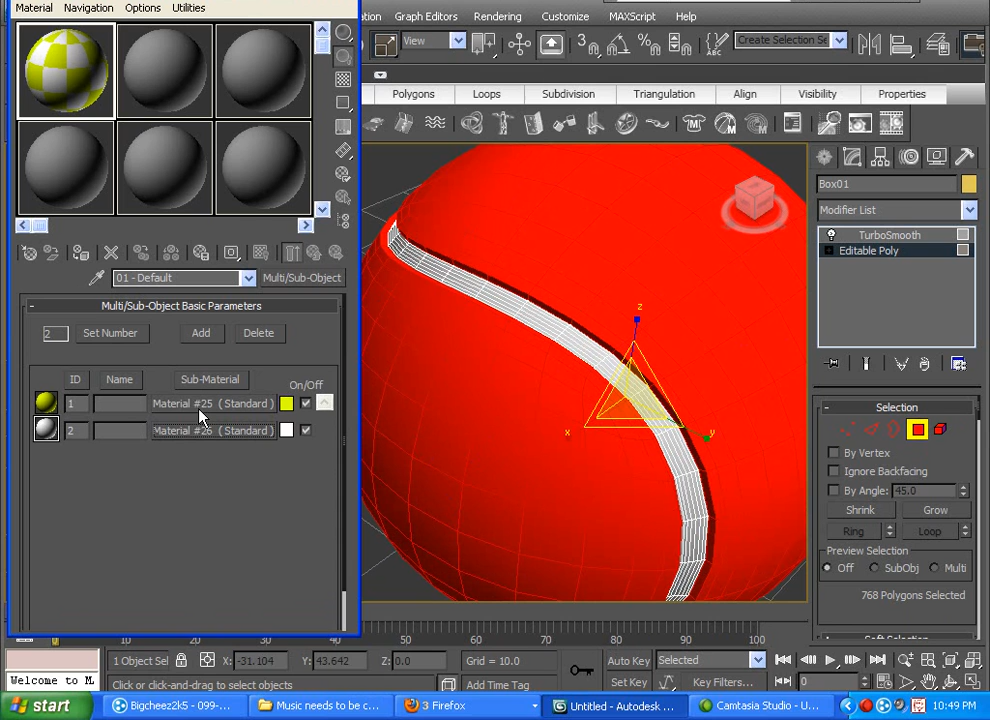 Material Navigation Options Utilities
ation Graph Editors Rendering Customize MAXScript Help
View
3
%
ABC
Create Selection Se
Polygons Loops Subdivision Triangulation Align Visibility Properties
Box01
Modifier List
TurboSmooth
Editable Poly
01 - Default
Multi/Sub-Object
Multi/Sub-Object Basic Parameters
2 Set Number Add Delete
ID Name Sub-Material On/Off
1 Material #25 ( Standard )
2 Material #26 ( Standard )
z
x
y
Selection
By Vertex
Ignore Backfacing
By Angle: 45.0
Shrink Grow
Ring Loop
Preview Selection
Off SubObj Multi
768 Polygons Selected
50 60 70 80 90 100
1 Object Sel X: -31.104 Y: 43.642 Z: 0.0 Grid = 10.0 Auto Key Selected
Welcome to M Click or click-and-drag to select objects Add Time Tag Set Key Key Filters... 0
start Bigcheez2k5 - 099-... Music needs to be c... 3 Firefox Untitled - Autodesk ... Camtasia Studio - U... 10:49 PM